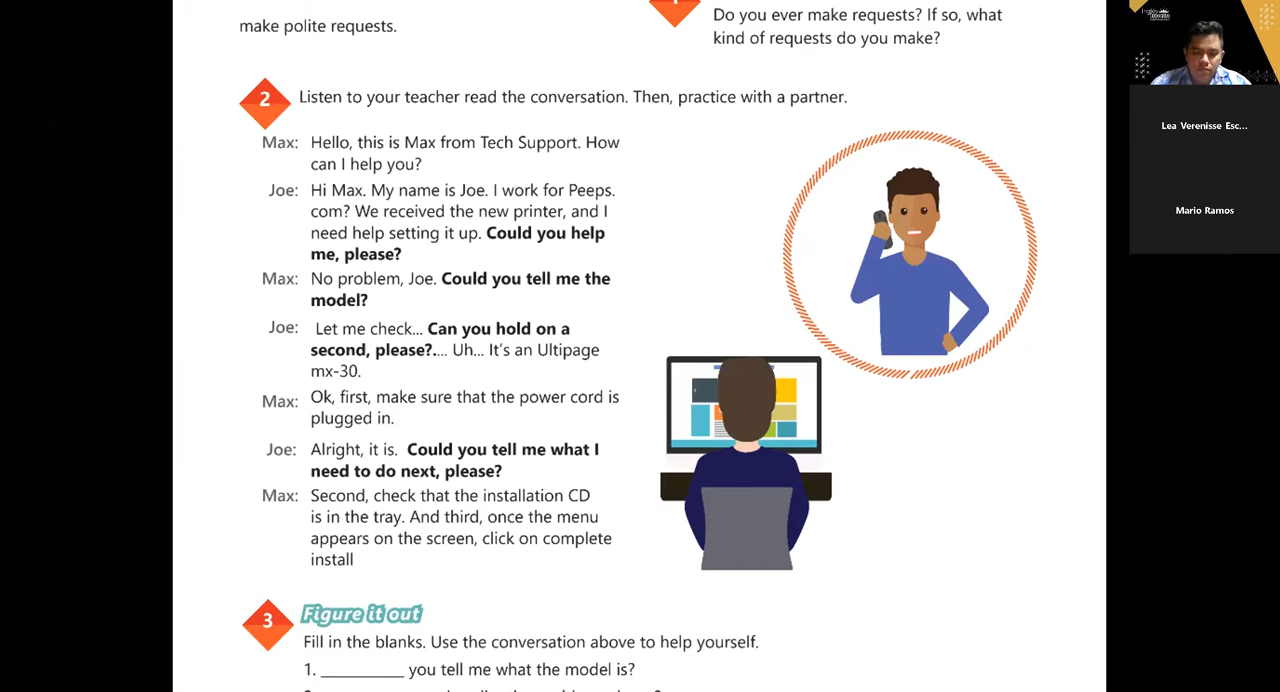 make polite requests.
Do you ever make requests? If so, what
kind of requests do you make?
2 Listen to your teacher read the conversation. Then, practice with a partner.
Max: Hello, this is Max from Tech Support. How
can I help you?
Joe: Hi Max. My name is Joe. I work for Peeps.
com? We received the new printer, and I
need help setting it up. Could you help
me, please?
Max: No problem, Joe. Could you tell me the
model?
Joe: Let me check... Can you hold on a
second, please?.... Uh... It's an Ultipage
mx-30.
Max: Ok, first, make sure that the power cord is
plugged in.
Joe: Alright, it is. Could you tell me what I
need to do next, please?
Max: Second, check that the installation CD
is in the tray. And third, once the menu
appears on the screen, click on complete
install
3 Figure it out
Fill in the blanks. Use the conversation above to help yourself.
1. __________ you tell me what the model is?
Lea Verenisse Esc...
Mario Ramos